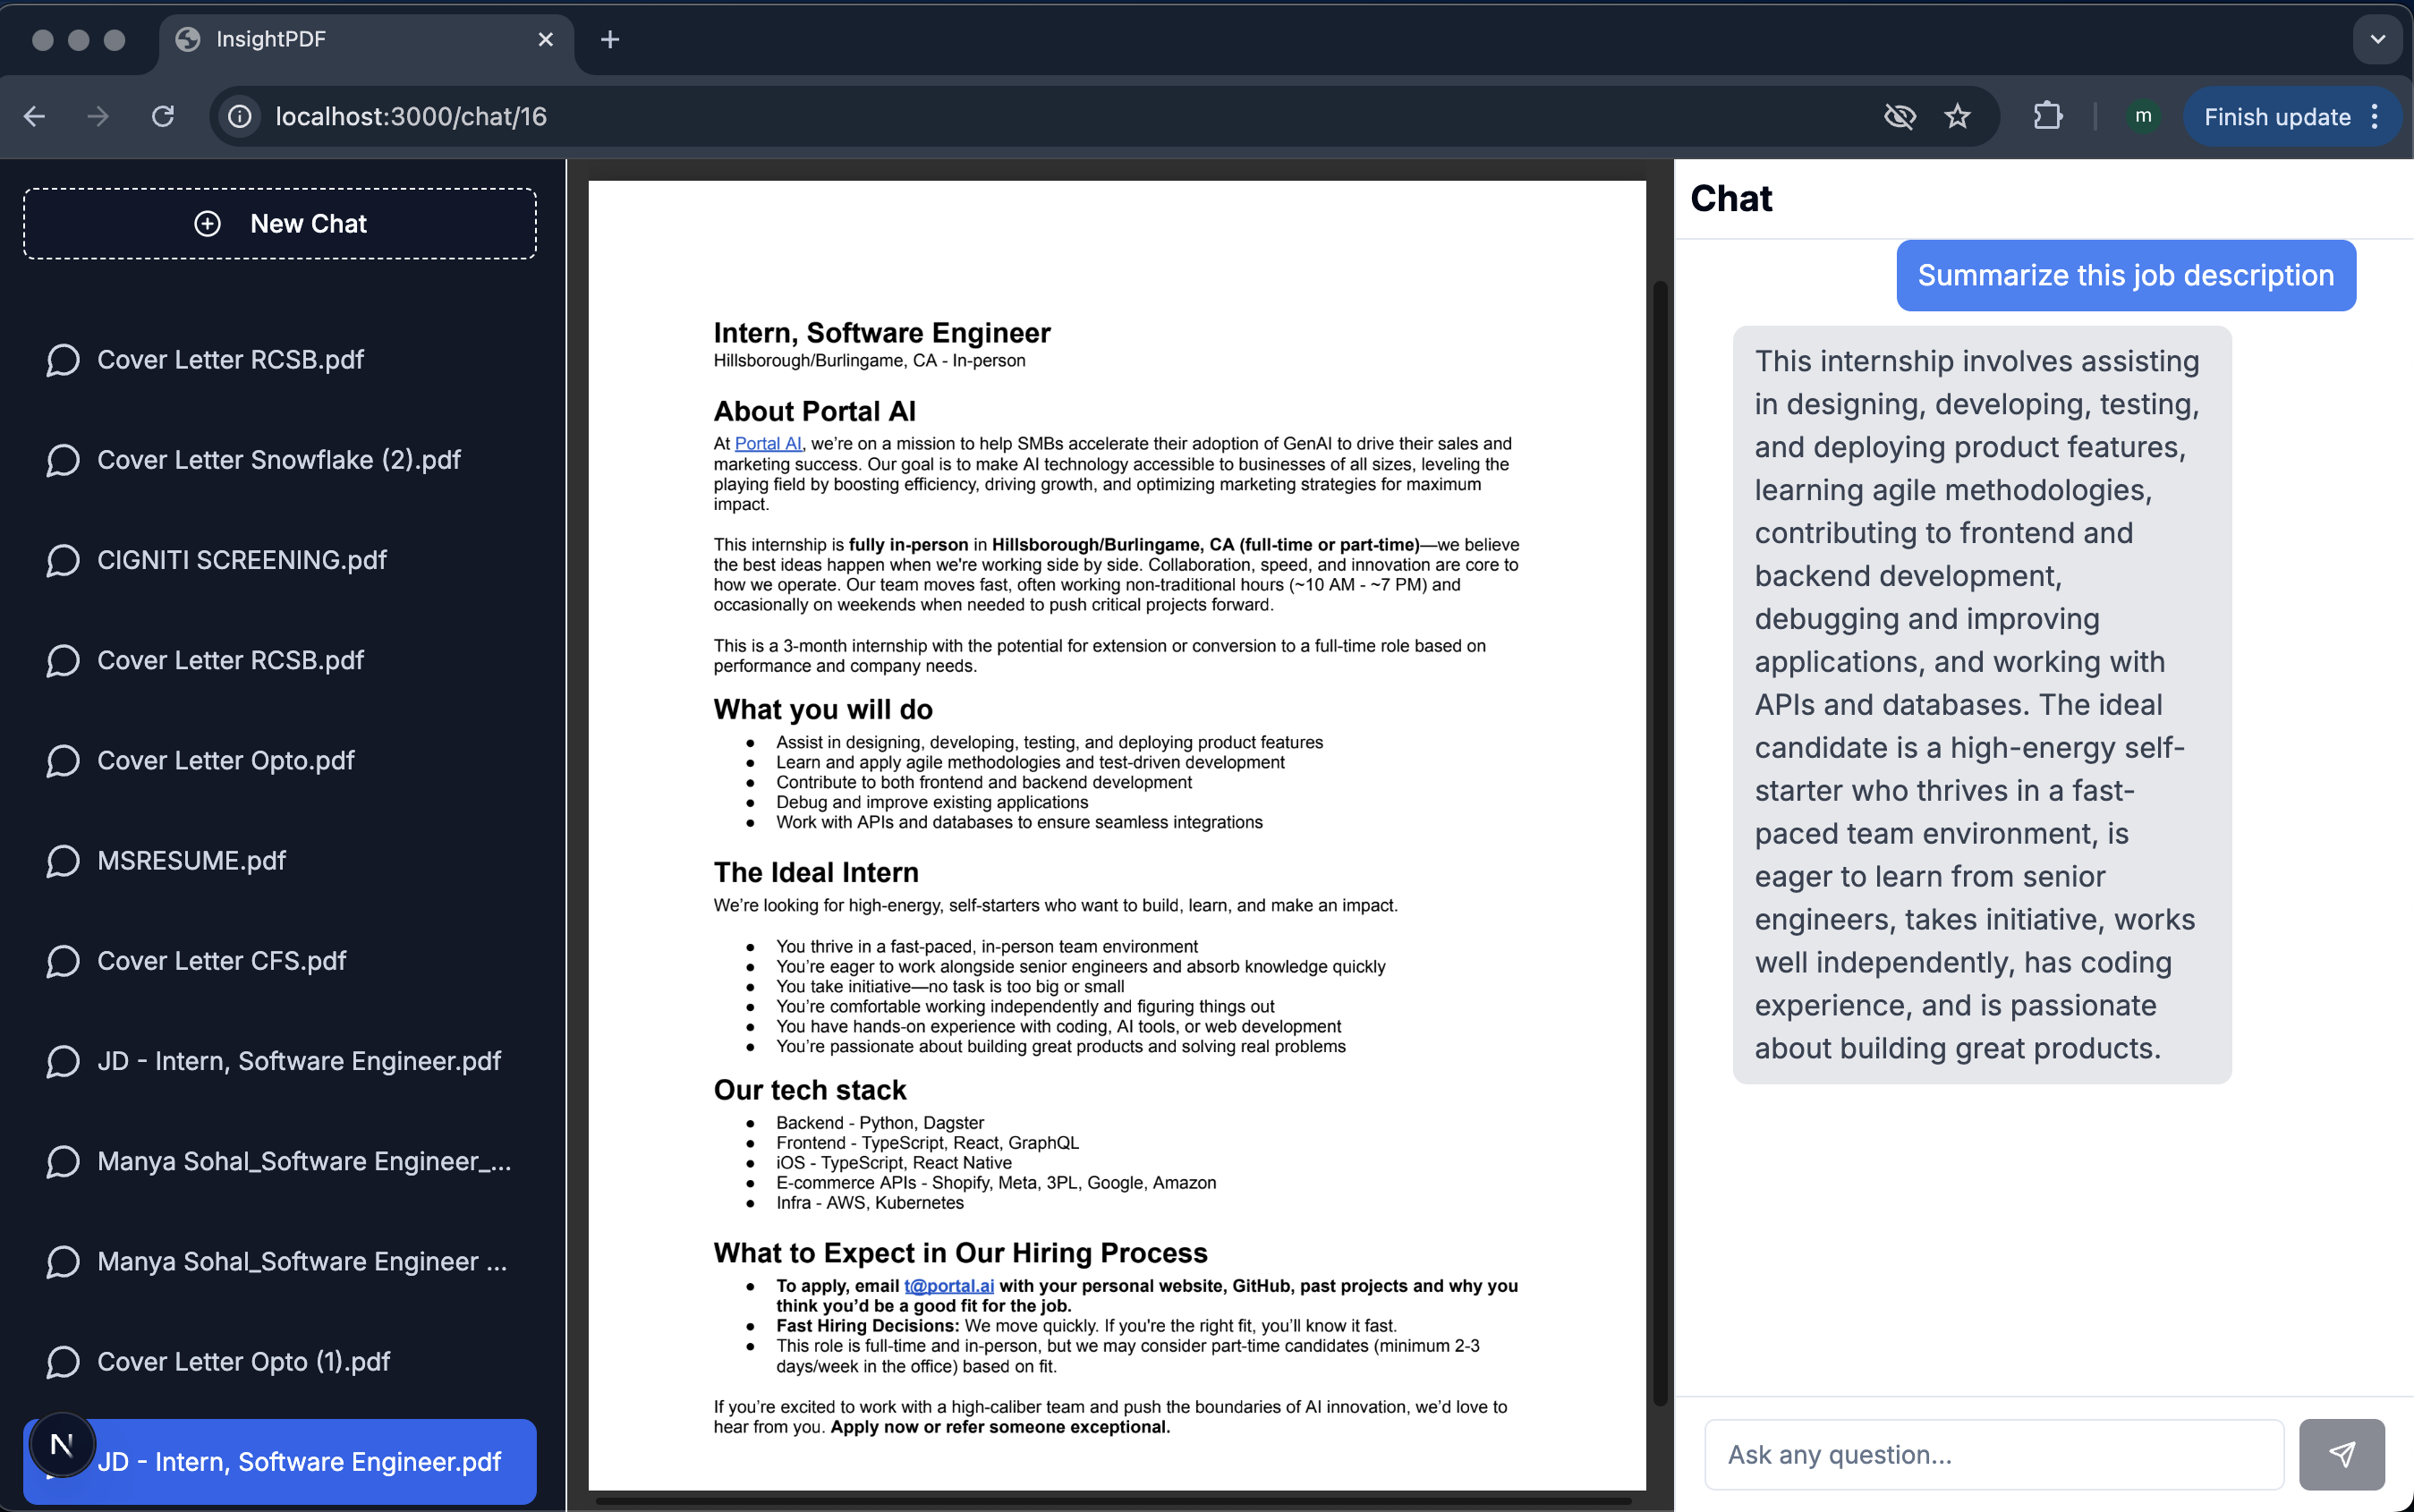 InsightPDF
localhost:3000/chat/16
m
Finish update
New Chat
Cover Letter RCSB.pdf
Cover Letter Snowflake (2).pdf
CIGNITI SCREENING.pdf
Cover Letter RCSB.pdf
Cover Letter Opto.pdf
MSRESUME.pdf
Cover Letter CFS.pdf
JD - Intern, Software Engineer.pdf
Manya Sohal_Software Engineer_...
Manya Sohal_Software Engineer ...
Cover Letter Opto (1).pdf
N
JD - Intern, Software Engineer.pdf
Intern, Software Engineer
Hillsborough/Burlingame, CA - In-person
About Portal AI
At Portal AI, we’re on a mission to help SMBs accelerate their adoption of GenAI to drive their sales and
marketing success. Our goal is to make AI technology accessible to businesses of all sizes, leveling the
playing field by boosting efficiency, driving growth, and optimizing marketing strategies for maximum
impact.
This internship is fully in-person in Hillsborough/Burlingame, CA (full-time or part-time)—we believe
the best ideas happen when we're working side by side. Collaboration, speed, and innovation are core to
how we operate. Our team moves fast, often working non-traditional hours (~10 AM - ~7 PM) and
occasionally on weekends when needed to push critical projects forward.
This is a 3-month internship with the potential for extension or conversion to a full-time role based on
performance and company needs.
What you will do
● Assist in designing, developing, testing, and deploying product features
● Learn and apply agile methodologies and test-driven development
● Contribute to both frontend and backend development
● Debug and improve existing applications
● Work with APIs and databases to ensure seamless integrations
The Ideal Intern
We’re looking for high-energy, self-starters who want to build, learn, and make an impact.
● You thrive in a fast-paced, in-person team environment
● You’re eager to work alongside senior engineers and absorb knowledge quickly
● You take initiative—no task is too big or small
● You’re comfortable working independently and figuring things out
● You have hands-on experience with coding, AI tools, or web development
● You’re passionate about building great products and solving real problems
Our tech stack
● Backend - Python, Dagster
● Frontend - TypeScript, React, GraphQL
● iOS - TypeScript, React Native
● E-commerce APIs - Shopify, Meta, 3PL, Google, Amazon
● Infra - AWS, Kubernetes
What to Expect in Our Hiring Process
● To apply, email t@portal.ai with your personal website, GitHub, past projects and why you
think you’d be a good fit for the job.
● Fast Hiring Decisions: We move quickly. If you're the right fit, you’ll know it fast.
● This role is full-time and in-person, but we may consider part-time candidates (minimum 2-3
days/week in the office) based on fit.
If you’re excited to work with a high-caliber team and push the boundaries of AI innovation, we’d love to
hear from you. Apply now or refer someone exceptional.
Chat
Summarize this job description
This internship involves assisting
in designing, developing, testing,
and deploying product features,
learning agile methodologies,
contributing to frontend and
backend development,
debugging and improving
applications, and working with
APIs and databases. The ideal
candidate is a high-energy self-
starter who thrives in a fast-
paced team environment, is
eager to learn from senior
engineers, takes initiative, works
well independently, has coding
experience, and is passionate
about building great products.
Ask any question...